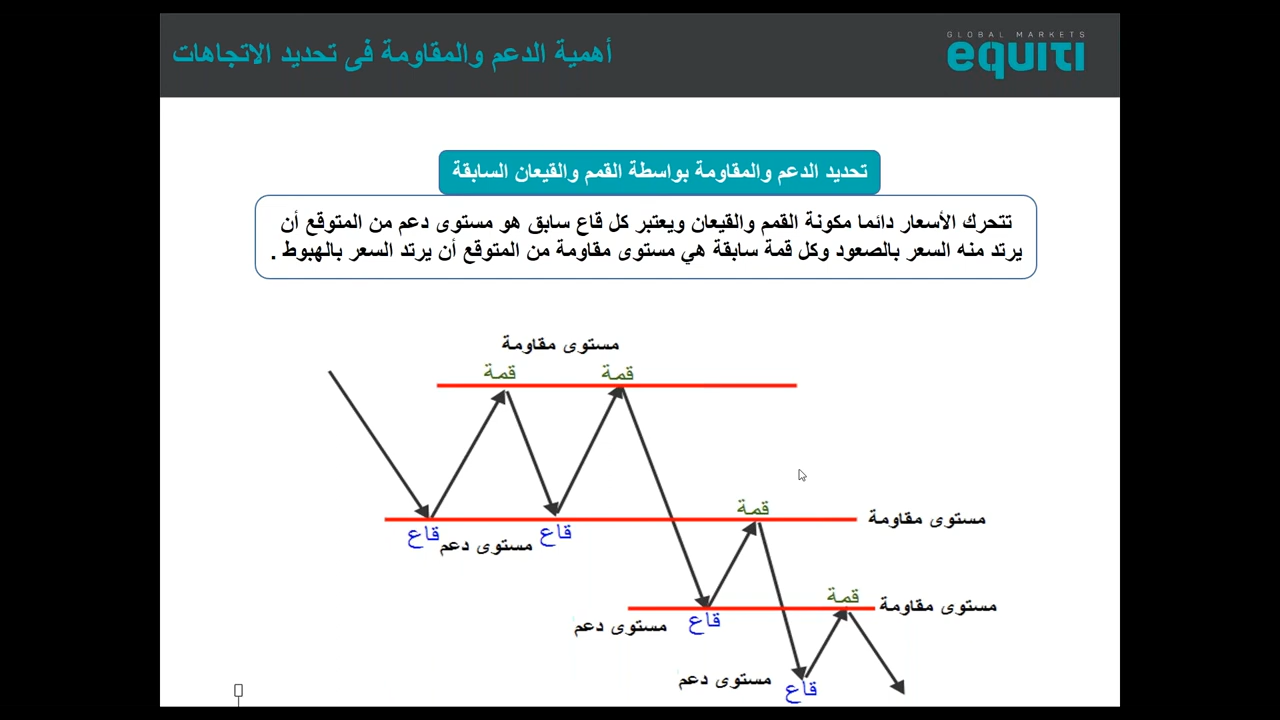 أهمية الدعم والمقاومة فى تحديد الاتجاهات
GLOBAL MARKETS
equiti
تحديد الدعم والمقاومة بواسطة القمم والقيعان السابقة
تتحرك الأسعار دائما مكونة القمم والقيعان ويعتبر كل قاع سابق هو مستوى دعم من المتوقع أن
يرتد منه السعر بالصعود وكل قمة سابقة هي مستوى مقاومة من المتوقع أن يرتد السعر بالهبوط .
مستوى مقاومة
قمة
قمة
قمة
مستوى مقاومة
قاع
مستوى دعم
قاع
قمة
مستوى مقاومة
قاع
مستوى دعم
مستوى دعم
قاع